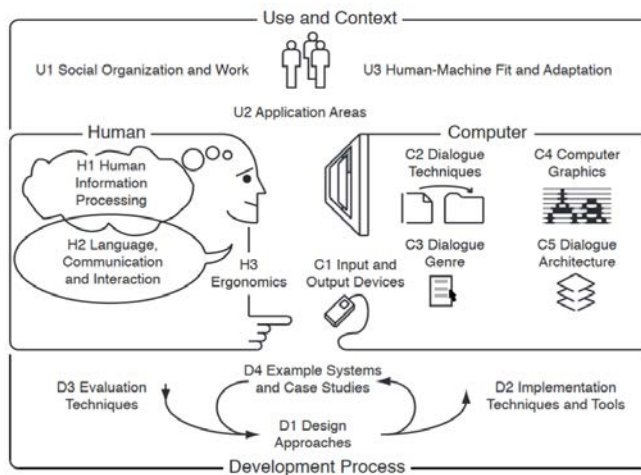 Use and Context
U1 Social Organization and Work
U3 Human-Machine Fit and Adaptation
U2 Application Areas
Human
Computer
H1 Human
Information
Processing
H2 Language,
Communication
and Interaction
H3
Ergonomics
C1 Input and
Output Devices
C2 Dialogue
Techniques
C3 Dialogue
Genre
C4 Computer
Graphics
Aa
C5 Dialogue
Architecture
D3 Evaluation
Techniques
D4 Example Systems
and Case Studies
D1 Design
Approaches
D2 Implementation
Techniques and Tools
Development Process